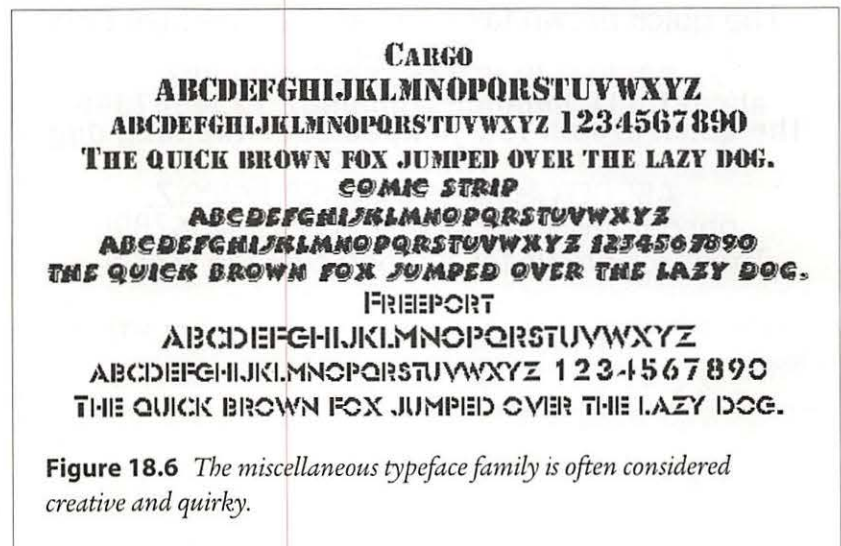 CARGO
ABCDEFGHIJKLMNOPQRSTUVWXYZ
ABCDEFGHIJKLMNOPQRSTUVWXYZ 1234567890
THE QUICK BROWN FOX JUMPED OVER THE LAZY DOG.
COMIC STRIP
ABCDEFGHIJKLMNOPQRSTUVWXYZ
ABCDEFGHIJKLMNOPQRSTUVWXYZ 1234567890
THE QUICK BROWN FOX JUMPED OVER THE LAZY DOG.
FREEPORT
ABCDEFGHIJKLMNOPQRSTUVWXYZ
ABCDEFGHIJKLMNOPQRSTUVWXYZ 1234567890
THE QUICK BROWN FOX JUMPED OVER THE LAZY DOG.
Figure 18.6 The miscellaneous typeface family is often considered
creative and quirky.